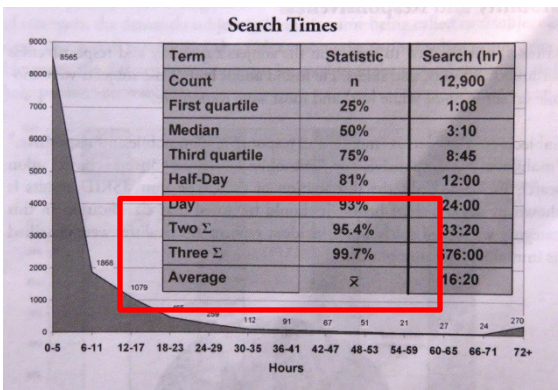 Search Times
9000
8565
8000
7000
6000
5000
4000
3000
2000
1000
0
Term Statistic Search (hr)
Count n 12,900
First quartile 25% 1:08
Median 50% 3:10
Third quartile 75% 8:45
Half-Day 81% 12:00
Day 93% 24:00
Two Σ 95.4% 33:20
Three Σ 99.7% 576:00
Average x̄ 16:20
1868
1079
259 112 91 67 51 21 27 24 270
0-5 6-11 12-17 18-23 24-29 30-35 36-41 42-47 48-53 54-59 60-65 66-71 72+
Hours